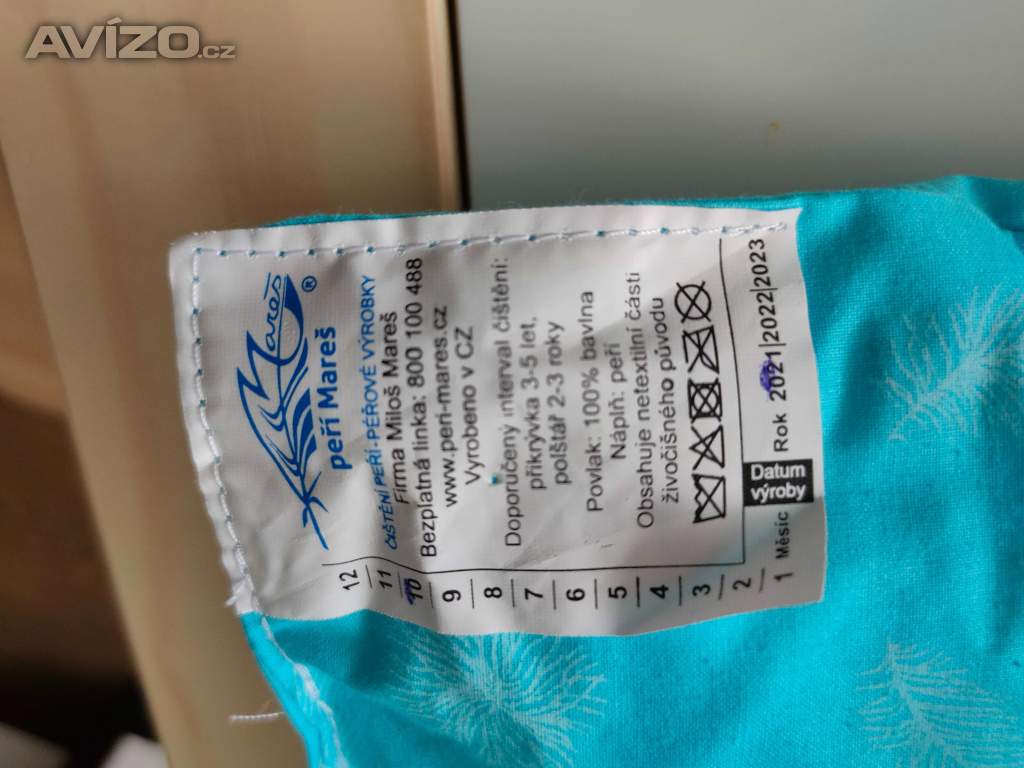 AVÍZO.cz
Mareš
®
peří Mareš
ČIŠTĚNÍ PEŘÍ-PÉŘOVÉ VÝROBKY
Firma Miloš Mareš
Bezplatná linka: 800 100 488
www.peri-mares.cz
Vyrobeno v CZ
Doporučený interval čištění:
přikrývka 3-5 let,
polštář 2-3 roky
Povlak: 100% bavlna
Náplň: peří
Obsahuje netextilní části
živočišného původu
Datum
výroby
Rok 2021|2022|2023
Měsíc 1
2
3
4
5
6
7
8
9
10
11
12